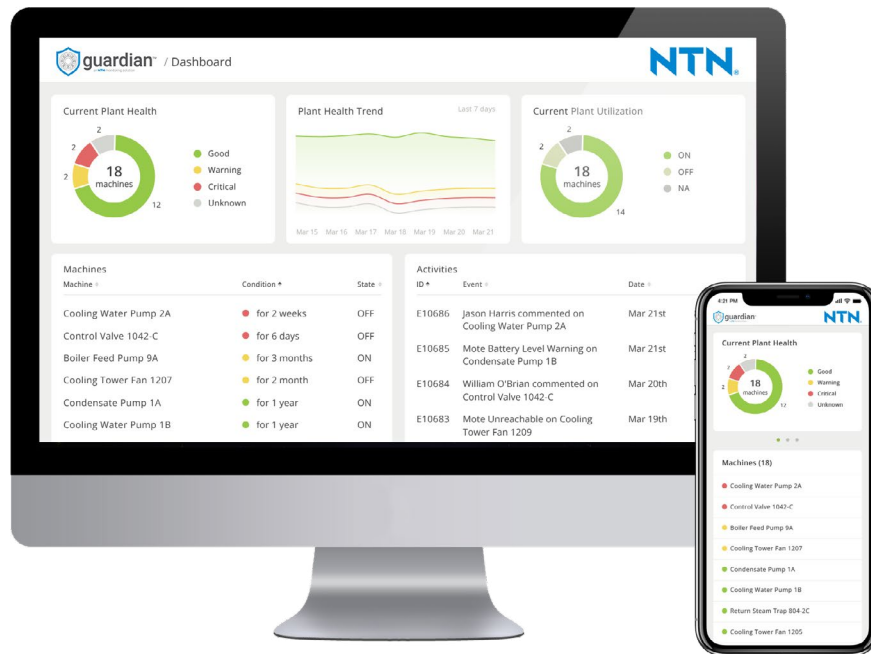 guardian™ / Dashboard
NTN®
Current Plant Health
2
2
2
18
machines
12
Good
Warning
Critical
Unknown
Plant Health Trend
Last 7 days
Mar 15 Mar 16 Mar 17 Mar 18 Mar 19 Mar 20 Mar 21
Current Plant Utilization
2
2
18
machines
14
ON
OFF
NA
Machines
Machine Condition State
Cooling Water Pump 2A for 2 weeks OFF
Control Valve 1042-C for 6 days OFF
Boiler Feed Pump 9A for 3 months ON
Cooling Tower Fan 1207 for 2 month OFF
Condensate Pump 1A for 1 year ON
Cooling Water Pump 1B for 1 year ON
Activities
ID Event Date
E10686 Jason Harris commented on Mar 21st
Cooling Water Pump 2A
E10685 Mote Battery Level Warning on Mar 21st
Condensate Pump 1B
E10684 William O'Brian commented on Mar 20th
Control Valve 1042-C
E10683 Mote Unreachable on Cooling Mar 19th
Tower Fan 1209
4:21 PM
guardian™
NTN.
Current Plant Health
2
2
2
18
machines
12
Good
Warning
Critical
Unknown
Machines (18)
Cooling Water Pump 2A
Control Valve 1042-C
Boiler Feed Pump 9A
Cooling Tower Fan 1207
Condensate Pump 1A
Cooling Water Pump 1B
Return Steam Trap 804-2C
Cooling Tower Fan 1205